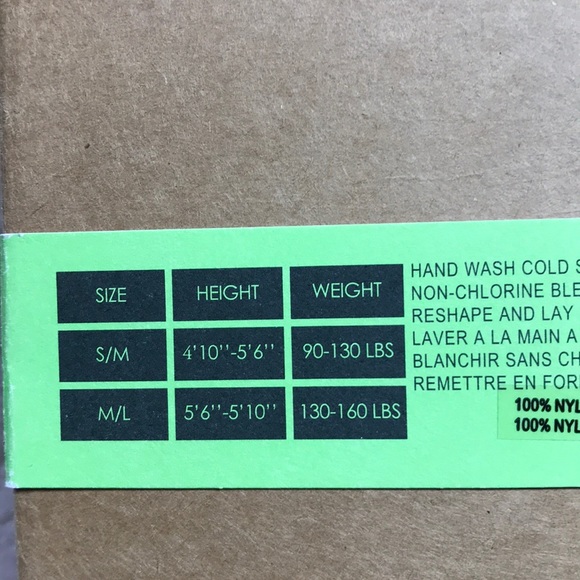 SIZE HEIGHT WEIGHT
S/M 4'10''-5'6'' 90-130 LBS
M/L 5'6''-5'10'' 130-160 LBS
HAND WASH COLD
NON-CHLORINE
RESHAPE AND LAY
LAVER A LA MAIN A
BLANCHIR SANS
REMETTRE EN
100%
100%